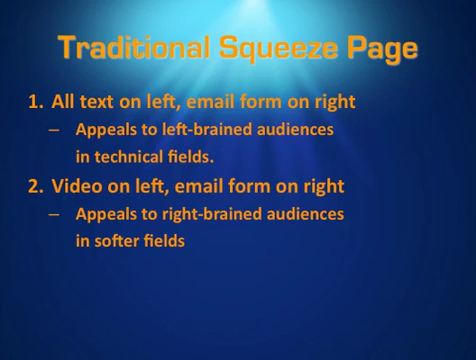 Traditional Squeeze Page
1. All text on left, email form on right
– Appeals to left-brained audiences
in technical fields.
2. Video on left, email form on right
– Appeals to right-brained audiences
in softer fields